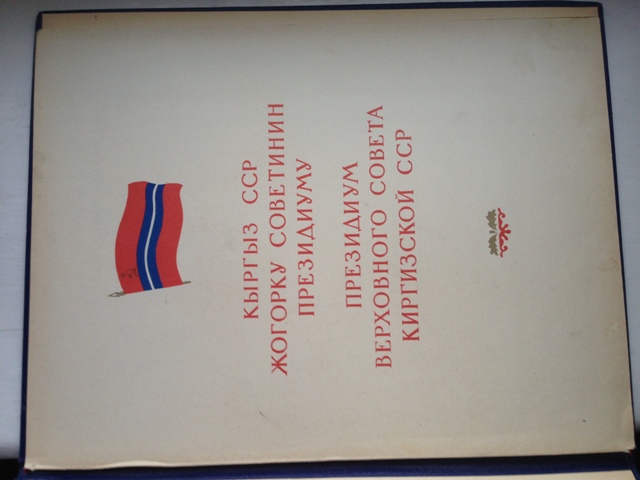 КЫРГЫЗ ССР
ЖОГОРКУ СОВЕТИНИН
ПРЕЗИДИУМУ
ПРЕЗИДИУМ
ВЕРХОВНОГО СОВЕТА
КИРГИЗСКОЙ ССР